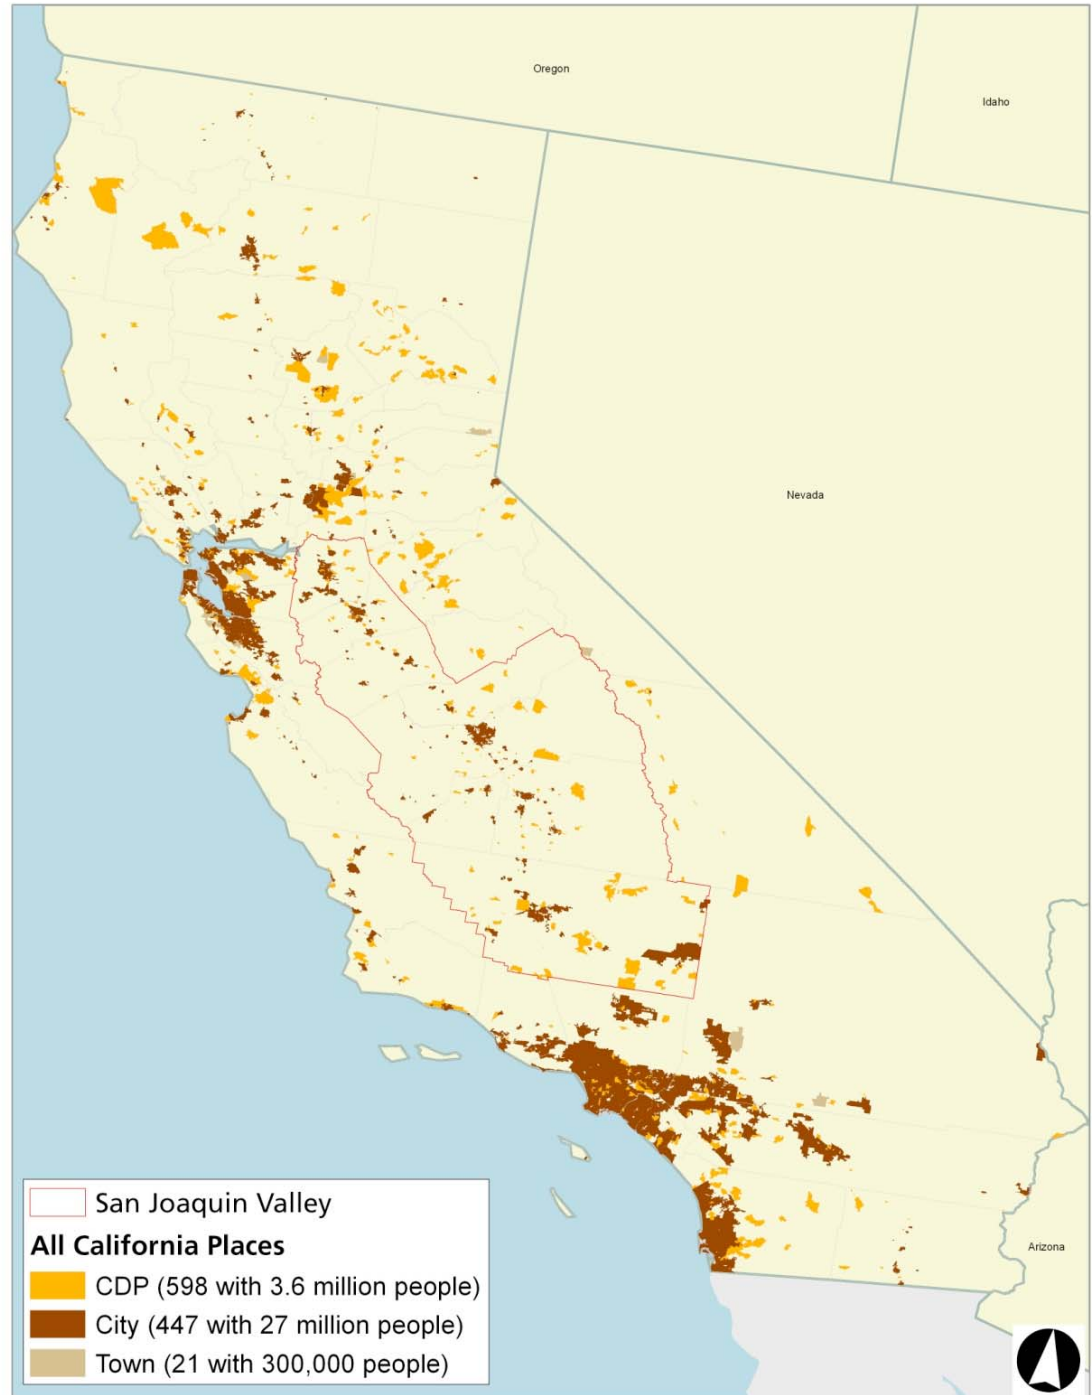 Oregon
Idaho
Nevada
Arizona
San Joaquin Valley
All California Places
CDP (598 with 3.6 million people)
City (447 with 27 million people)
Town (21 with 300,000 people)